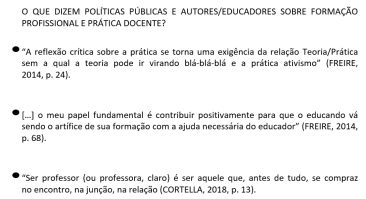 O QUE DIZEM POLÍTICAS PÚBLICAS E AUTORES/EDUCADORES SOBRE FORMAÇÃO
PROFISSIONAL E PRÁTICA DOCENTE?
• “A reflexão crítica sobre a prática se torna uma exigência da relação Teoria/Prática
sem a qual a teoria pode ir virando blá-blá-blá e a prática ativismo” (FREIRE,
2014, p. 24).
• [...] o meu papel fundamental é contribuir positivamente para que o educando vá
sendo o artífice de sua formação com a ajuda necessária do educador” (FREIRE, 2014,
p. 68).
• “Ser professor (ou professora, claro) é ser aquele que, antes de tudo, se compraz
no encontro, na junção, na relação (CORTELLA, 2018, p. 13).